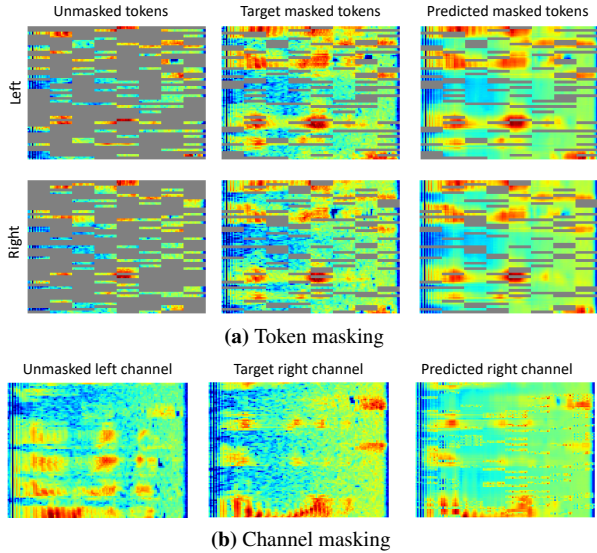 Unmasked tokens Target masked tokens Predicted masked tokens
Left
Right
(a) Token masking
Unmasked left channel Target right channel Predicted right channel
(b) Channel masking